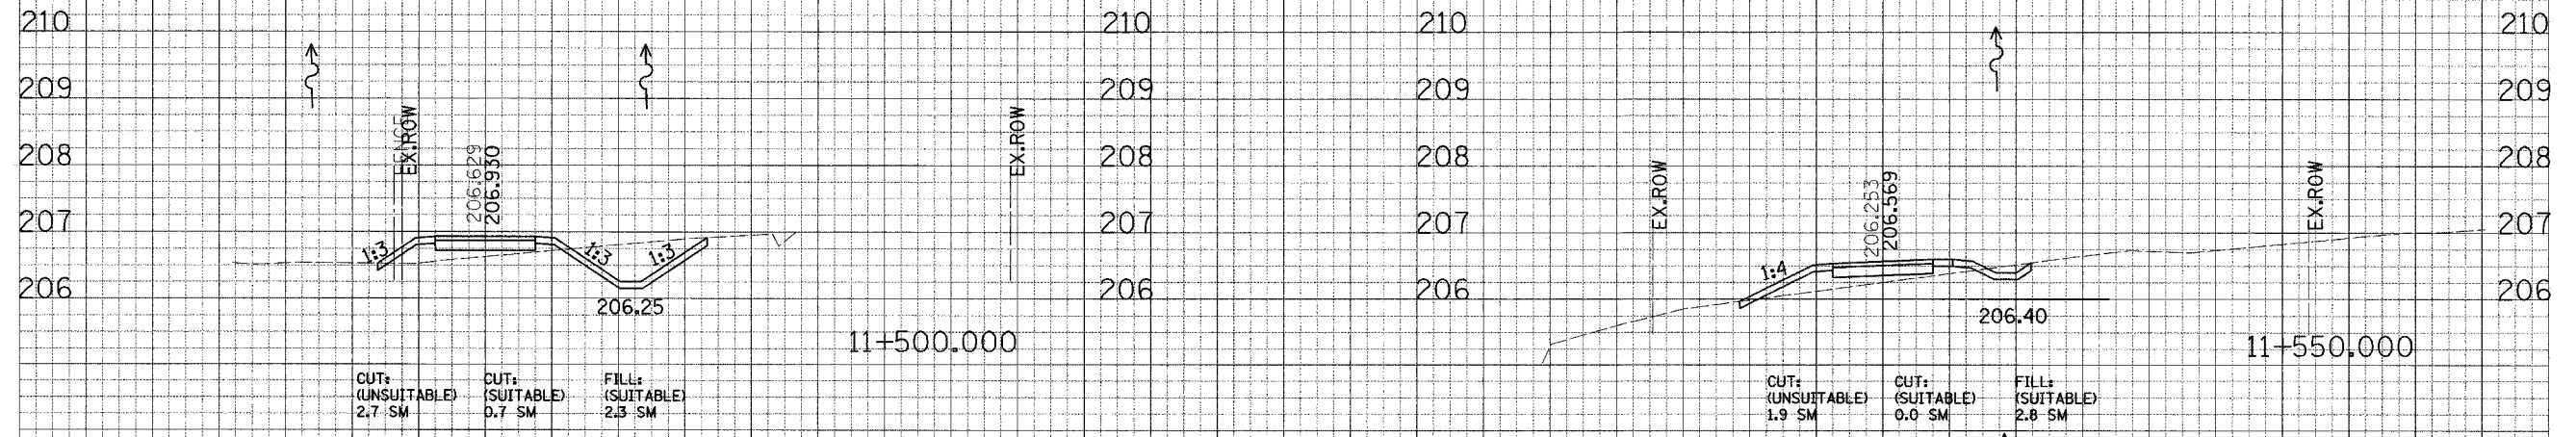 210
210
210
210
209
209
209
209
208
208
208
208
207
207
207
207
206
206
206
206
FENCE
EX.ROW
206.629
206.930
EX.ROW
1:3
1:3
1:3
206.25
11+500.000
CUT:
(UNSUITABLE)
2.7 SM
CUT:
(SUITABLE)
0.7 SM
FILL:
(SUITABLE)
2.3 SM
EX.ROW
206.253
206.569
EX.ROW
1:4
206.40
11+550.000
CUT:
(UNSUITABLE)
1.9 SM
CUT:
(SUITABLE)
0.0 SM
FILL:
(SUITABLE)
2.8 SM